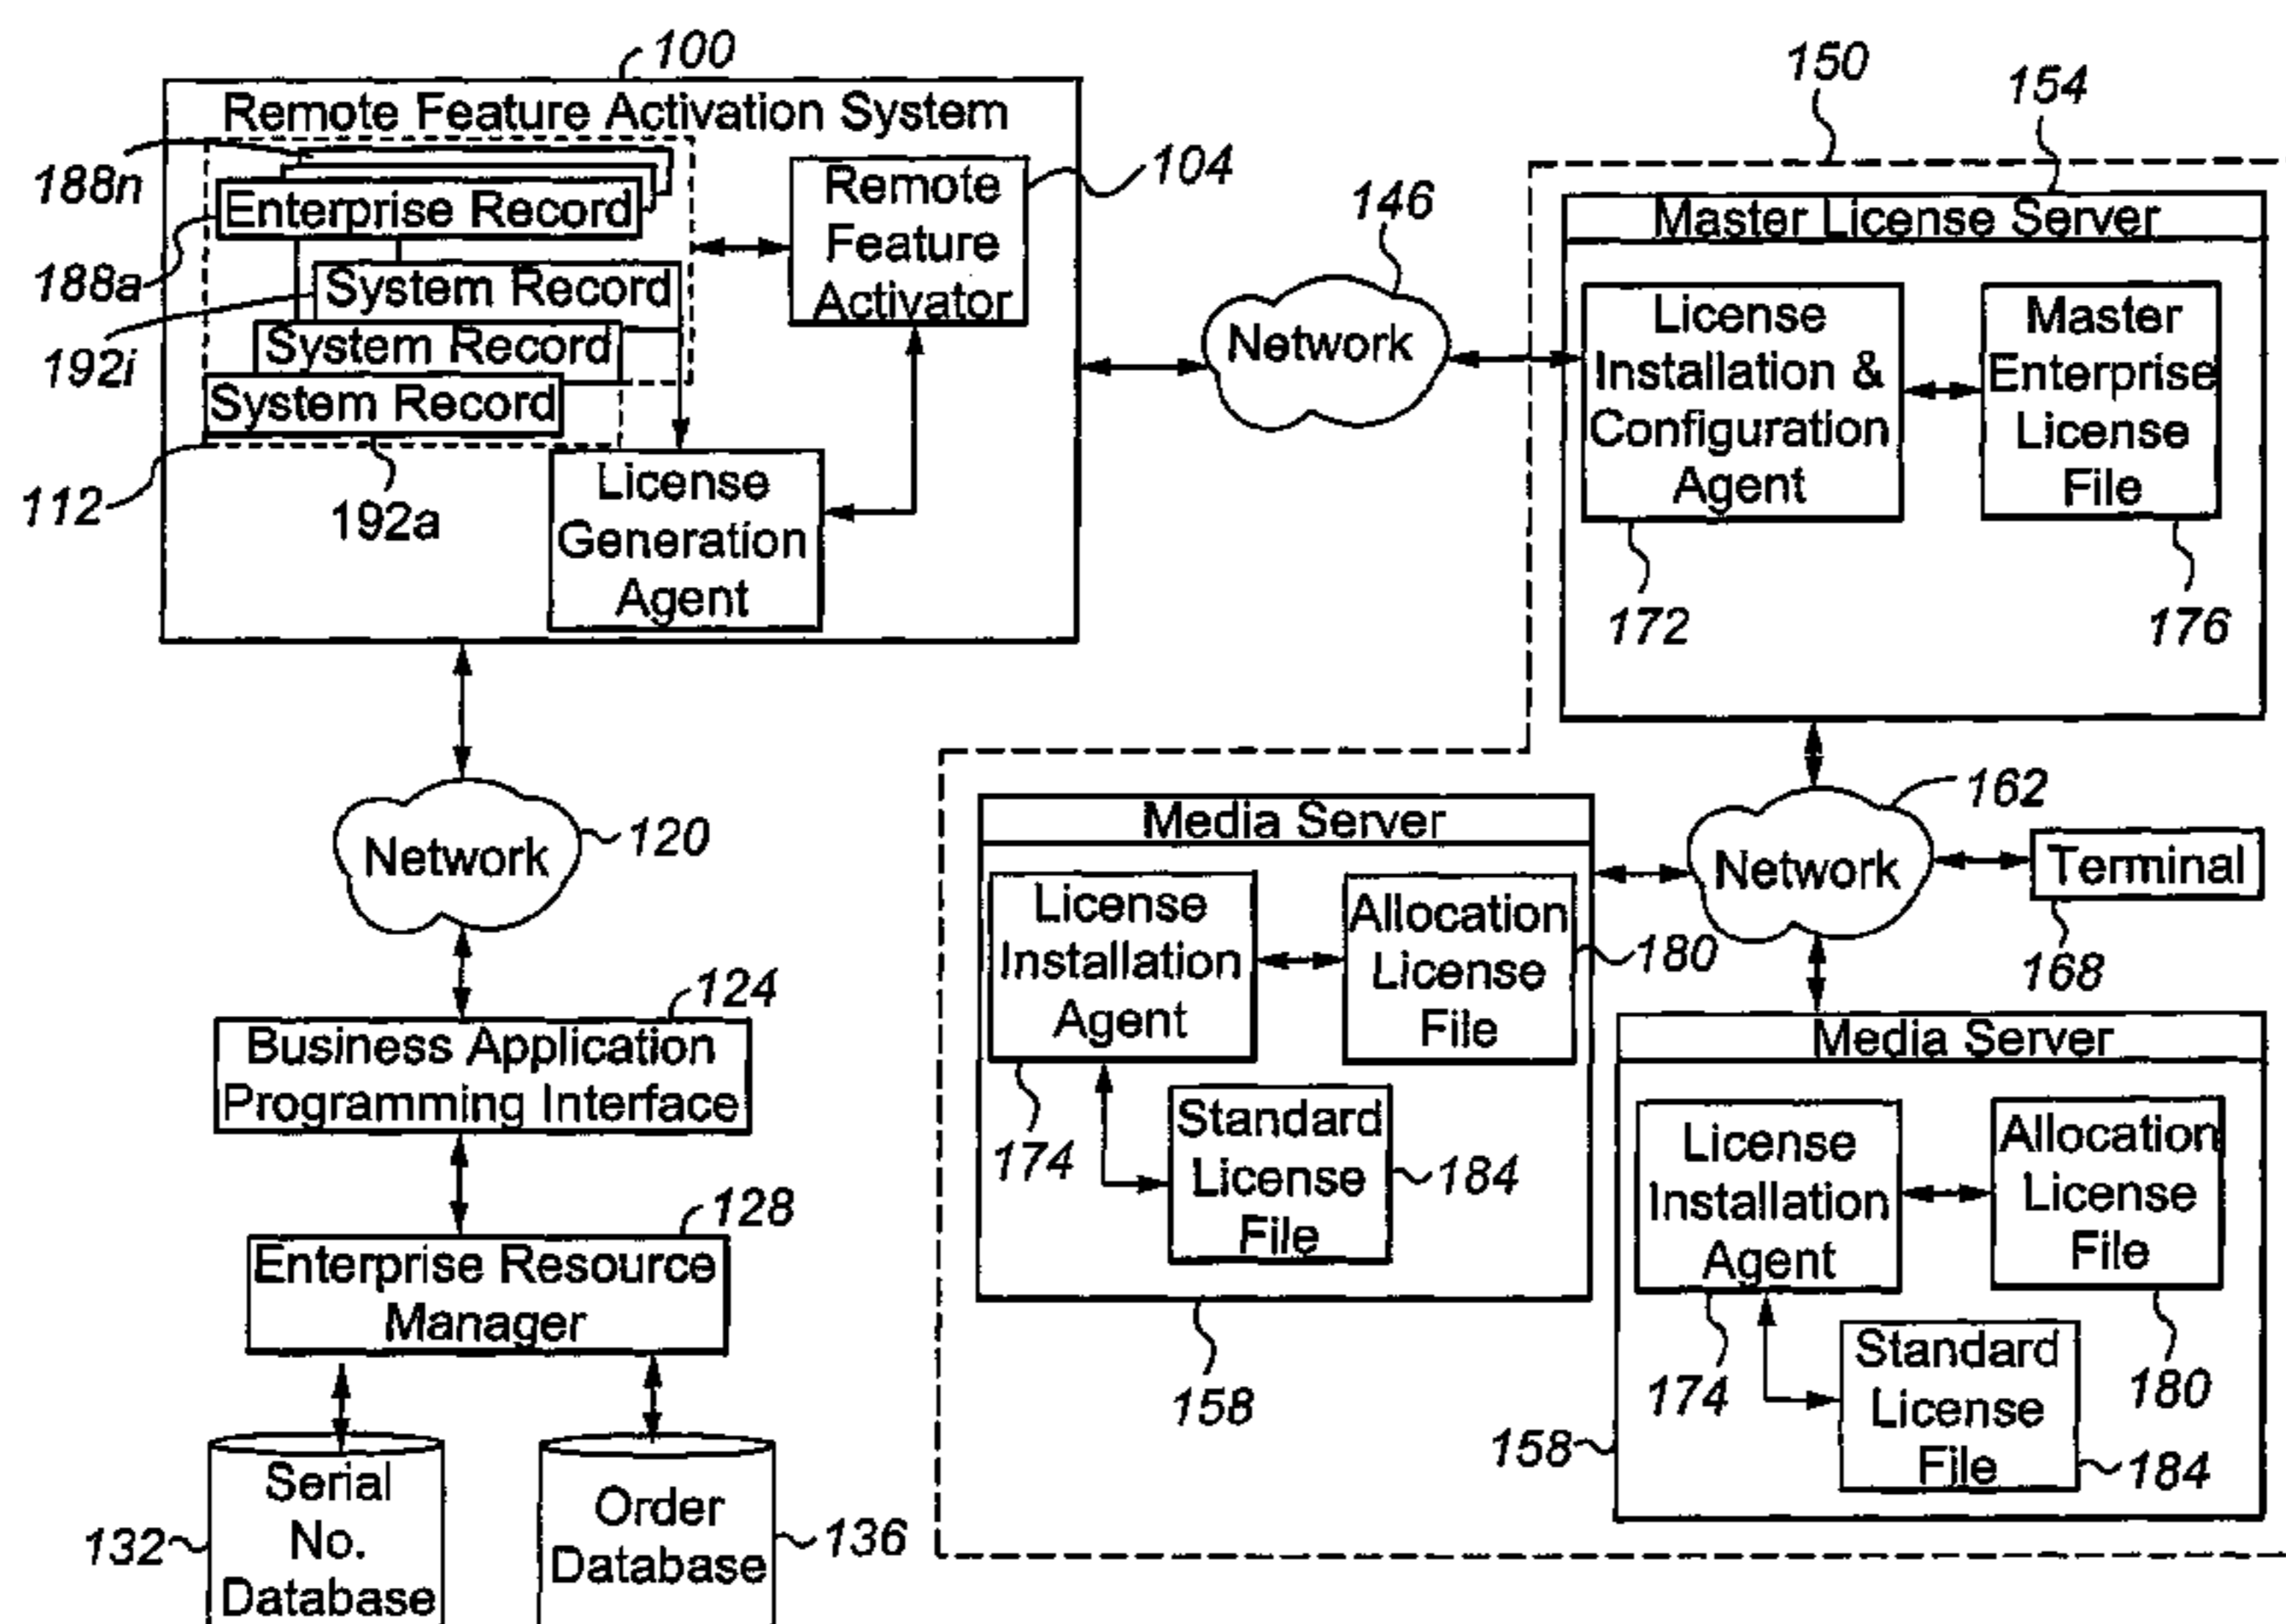 100
Remote Feature Activation System
188n
Enterprise Record
188a
System Record
192i
System Record
System Record
112
192a
Remote
Feature
Activator
104
License
Generation
Agent
146
Network
150
154
Master License Server
License
Installation &
Configuration
Agent
172
Master
Enterprise
License
File
176
Network
120
124
Business Application
Programming Interface
128
Enterprise Resource
Manager
Serial
No.
Database
132
Order
Database
136
Media Server
License
Installation
Agent
174
Allocation
License
File
180
Standard
License
File
184
158
162
Network
Terminal
168
Media Server
License
Installation
Agent
174
Allocation
License
File
180
Standard
License
File
184
158